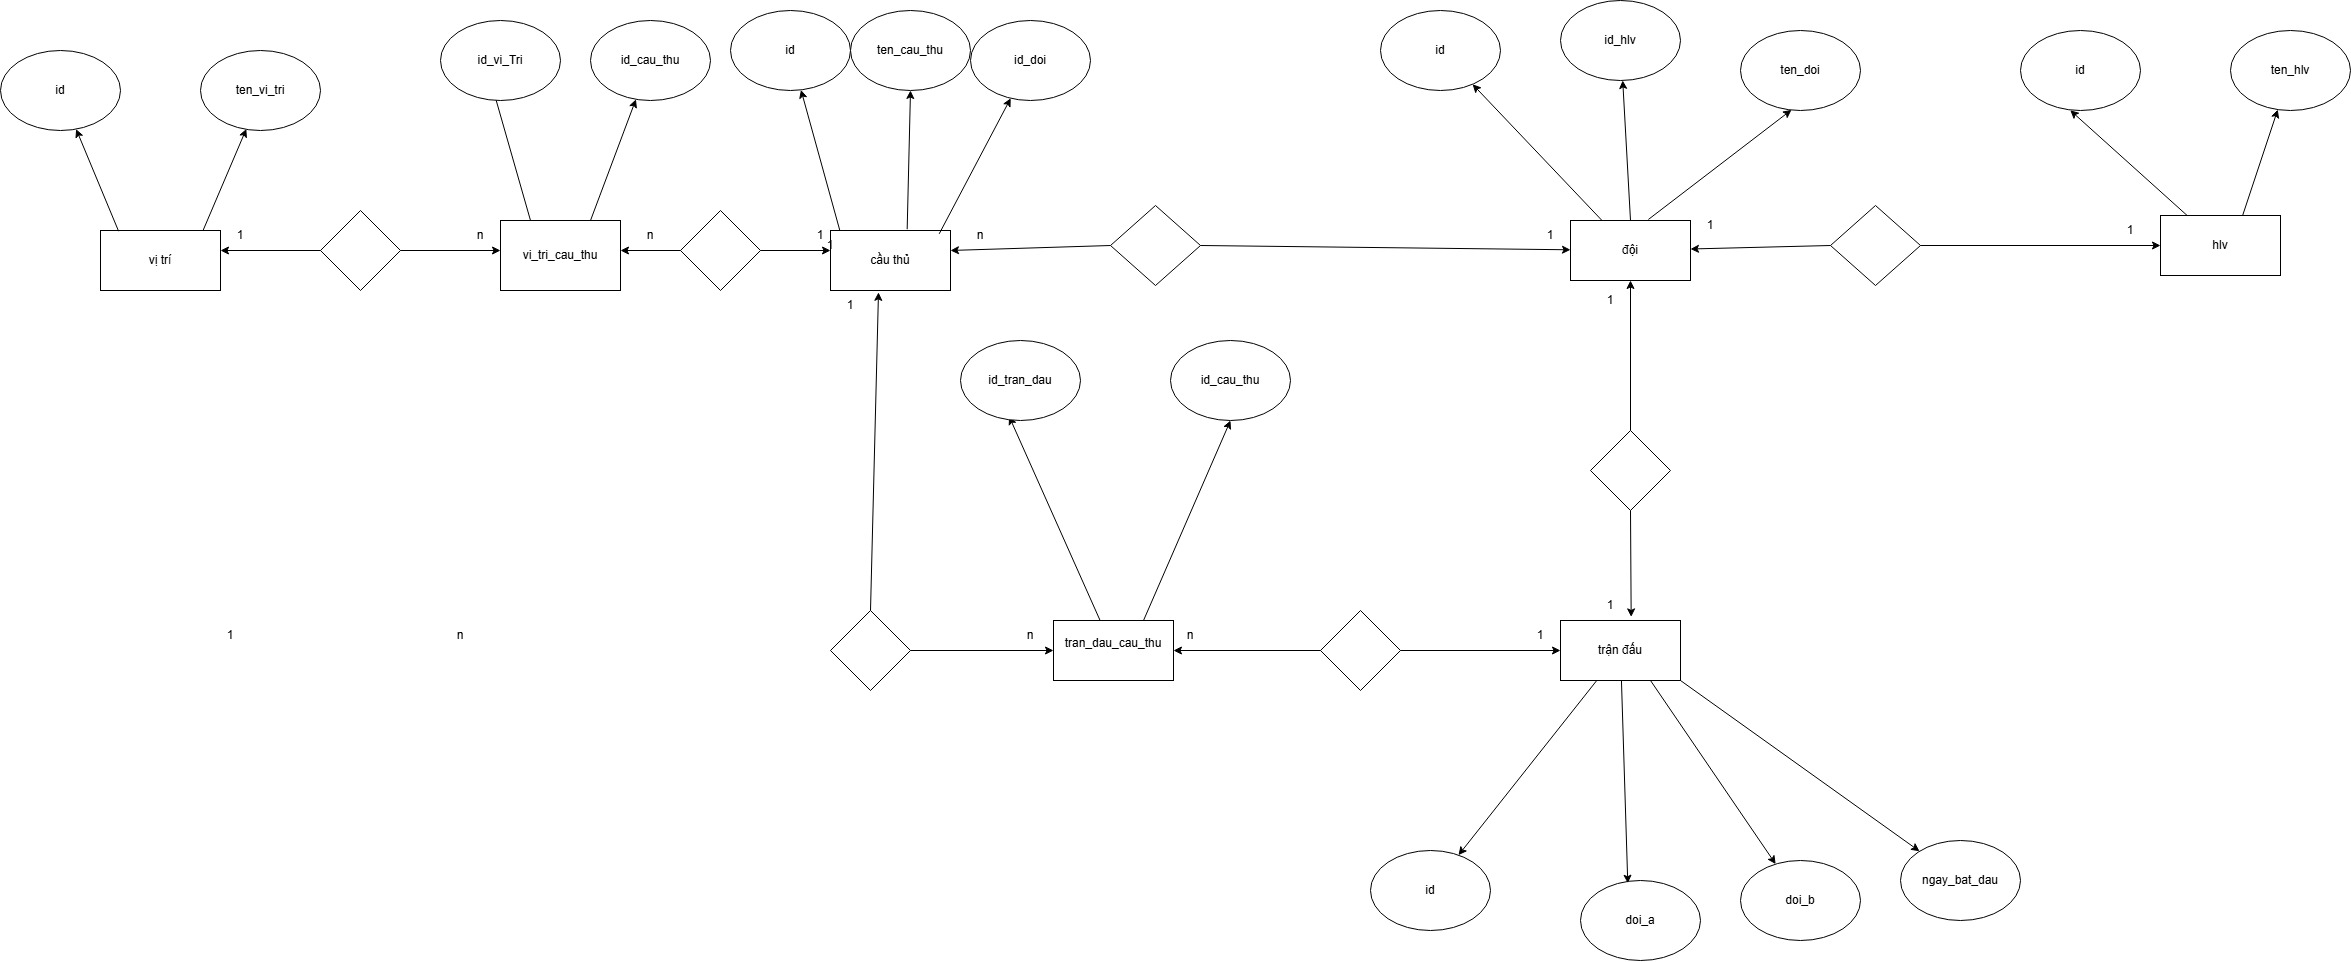 id
ten_vi_tri
id_vi_Tri
id_cau_thu
id
ten_cau_thu
id_doi
id
id_hlv
ten_doi
id
ten_hlv
vị trí
1
n
vi_tri_cau_thu
n
1
cầu thủ
n
1
đội
1
1
hlv
1
1
id_tran_dau
id_cau_thu
1
1
n
n
tran_dau_cau_thu
n
1
trận đấu
id
doi_a
doi_b
ngay_bat_dau